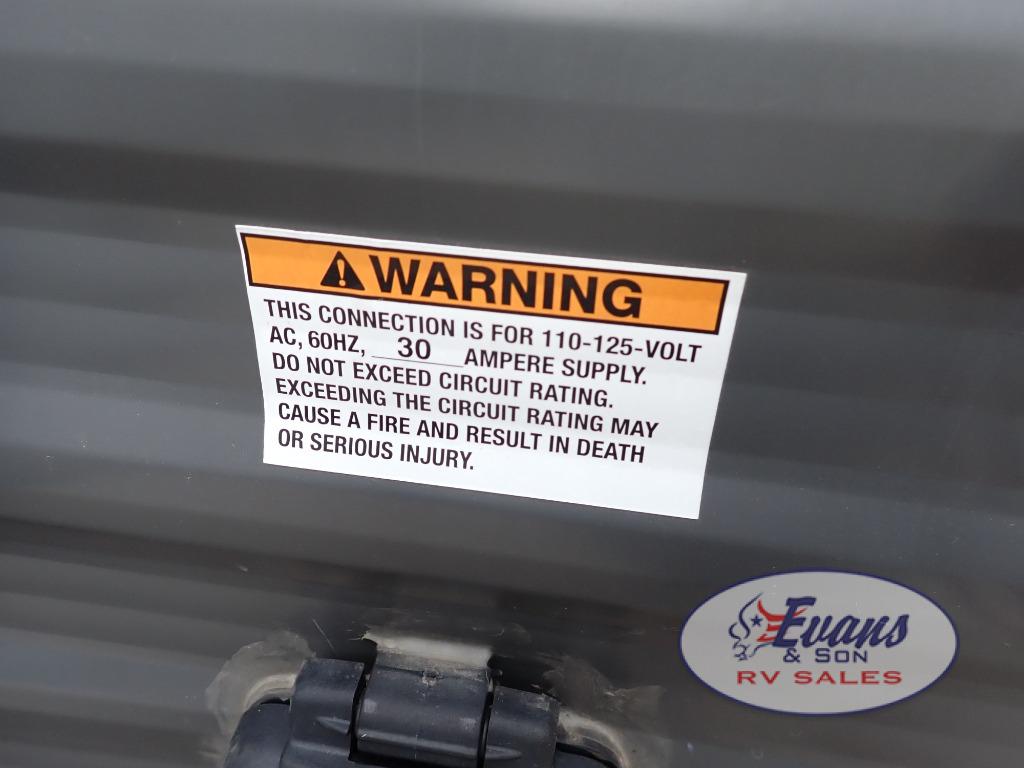 WARNING
THIS CONNECTION IS FOR 110-125-VOLT
AC, 60HZ, 30 AMPERE SUPPLY.
DO NOT EXCEED CIRCUIT RATING.
EXCEEDING THE CIRCUIT RATING MAY
CAUSE A FIRE AND RESULT IN DEATH
OR SERIOUS INJURY.
Evans
& SON
RV SALES